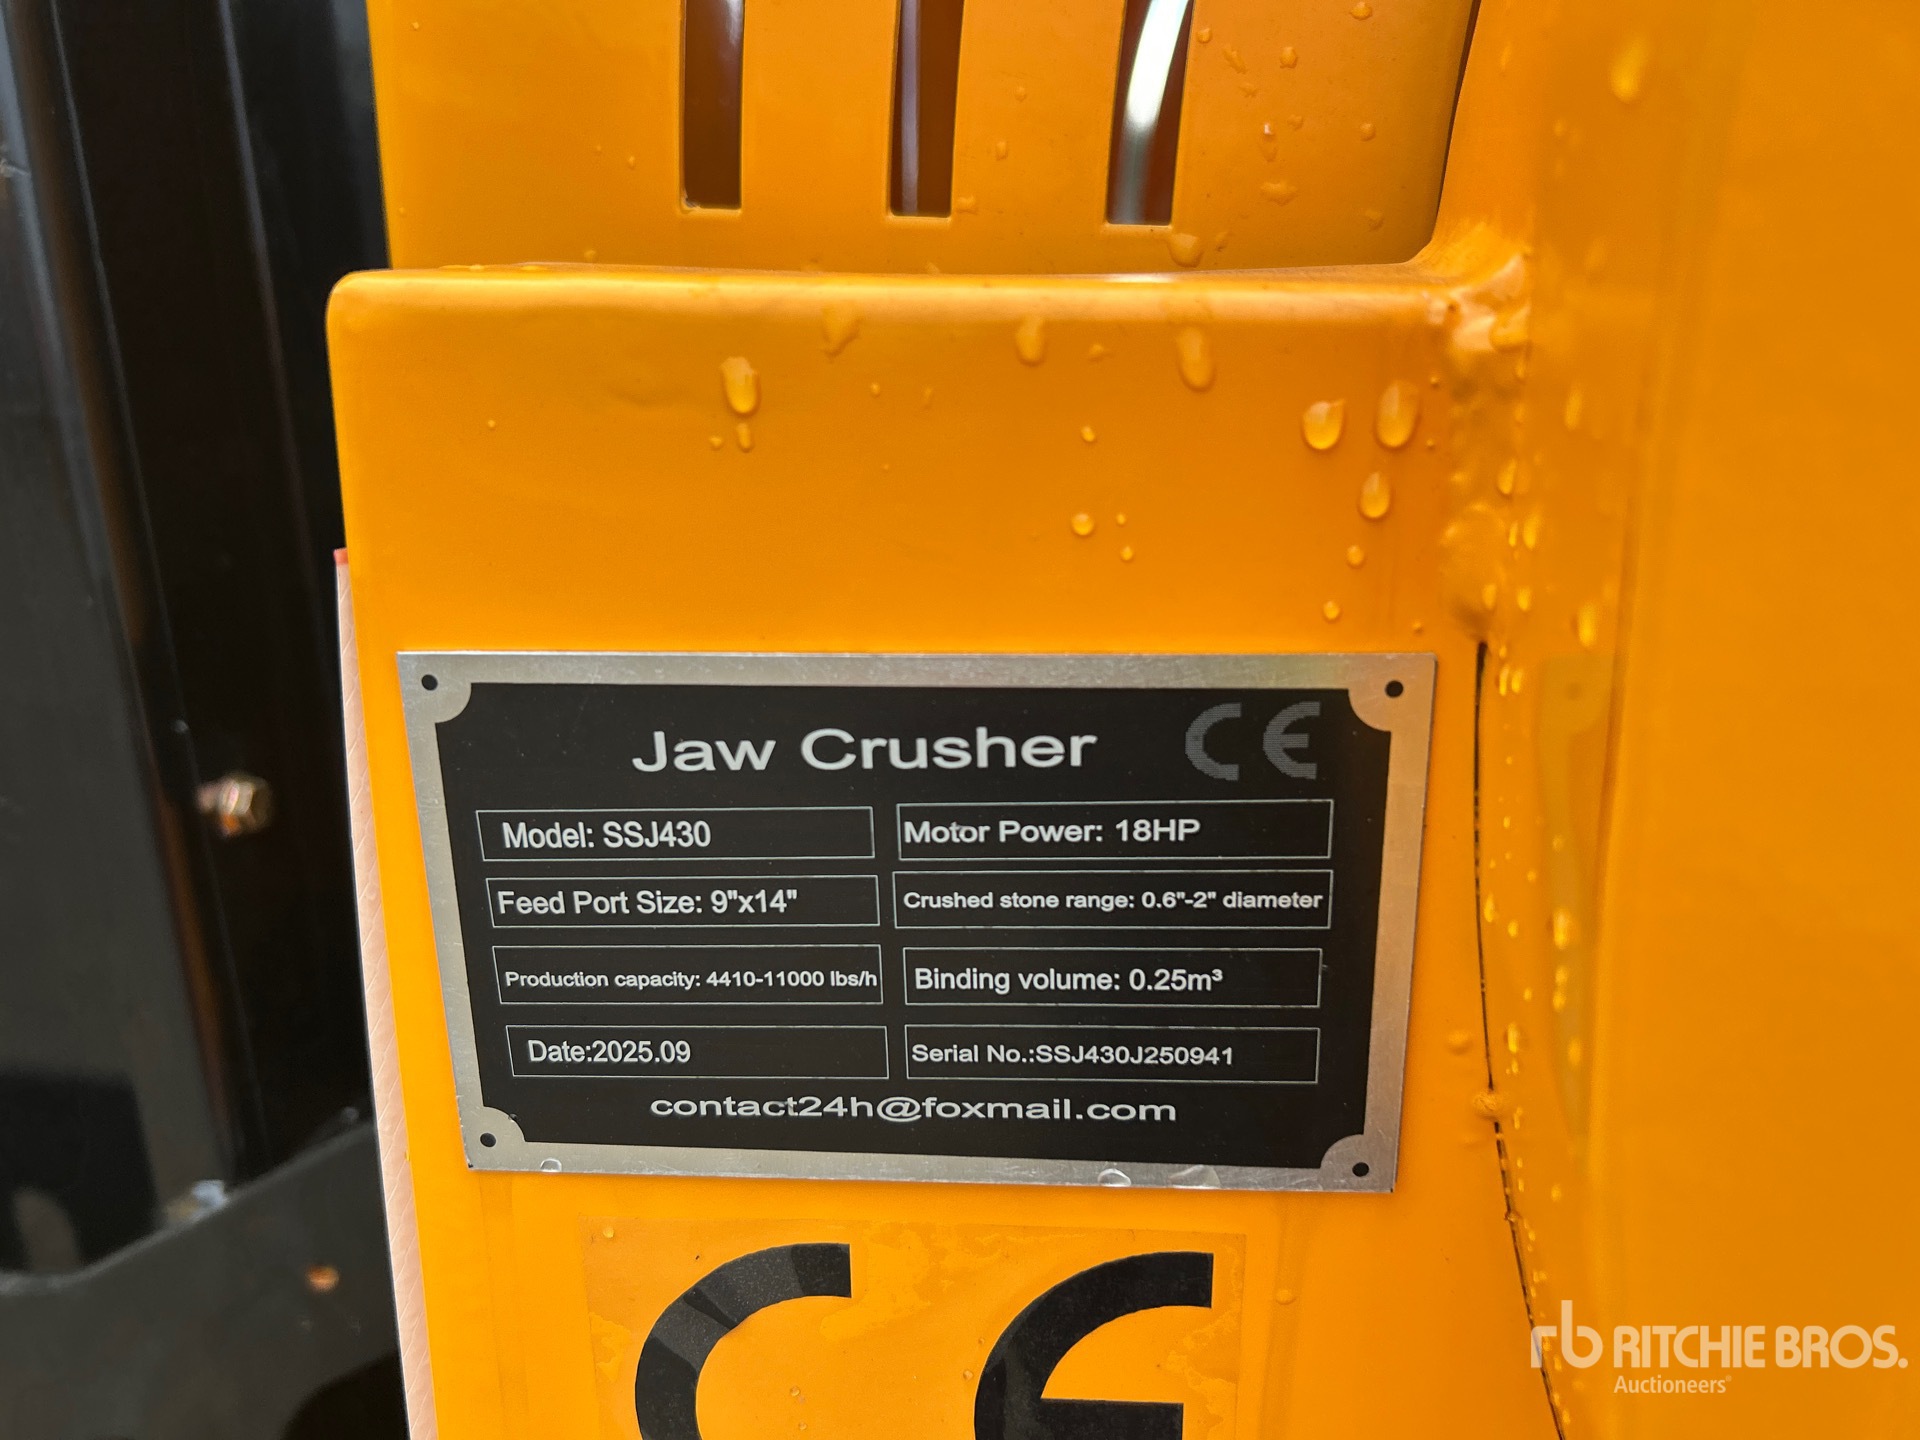 Jaw Crusher CE
Model: SSJ430
Motor Power: 18HP
Feed Port Size: 9"x14"
Crushed stone range: 0.6"-2" diameter
Production capacity: 4410-11000 lbs/h
Binding volume: 0.25m³
Date:2025.09
Serial No.:SSJ430J250941
contact24h@foxmail.com
CE
rb RITCHIE BROS.
Auctioneers